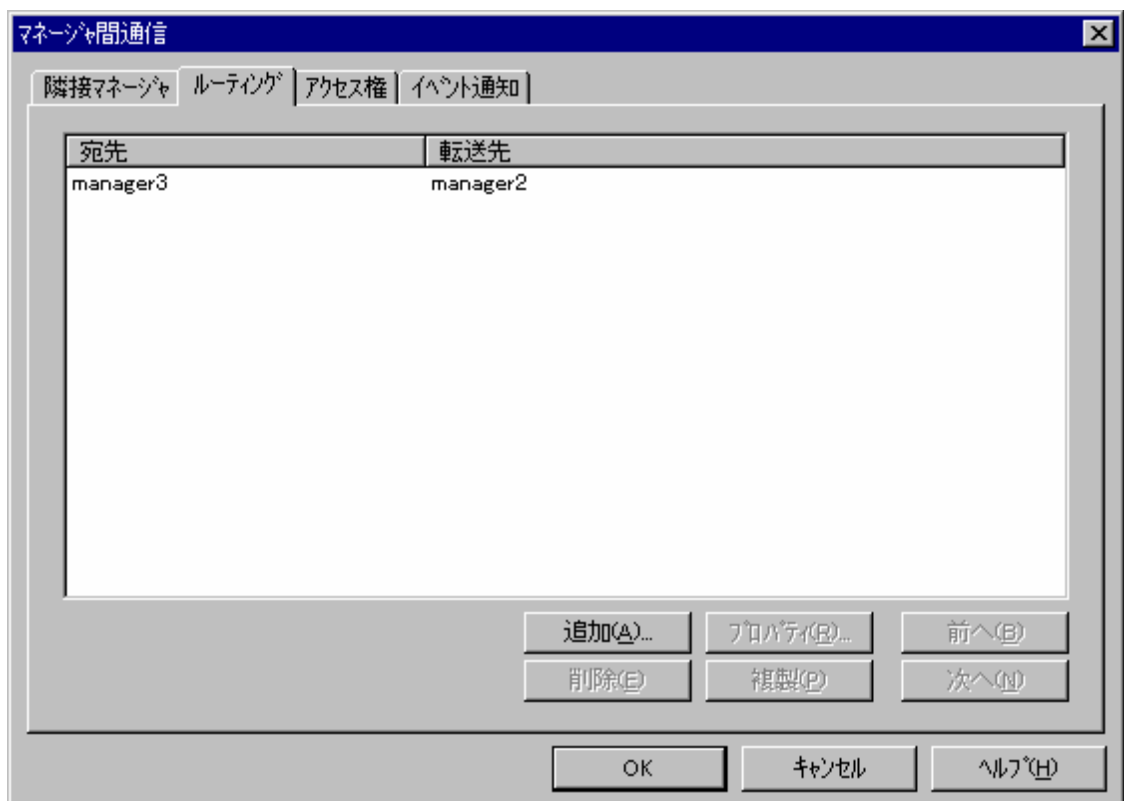 ﾏﾈｰｼﾞｬ間通信
隣接ﾏﾈｰｼﾞｬ ﾙｰﾃｨﾝｸﾞ ｱｸｾｽ権 ｲﾍﾞﾝﾄ通知
宛先 転送先
manager3 manager2
追加(A)... ﾌﾟﾛﾊﾟﾃｨ(R)... 前へ(B)
削除(E) 複製(P) 次へ(N)
OK ｷｬﾝｾﾙ ﾍﾙﾌﾟ(H)